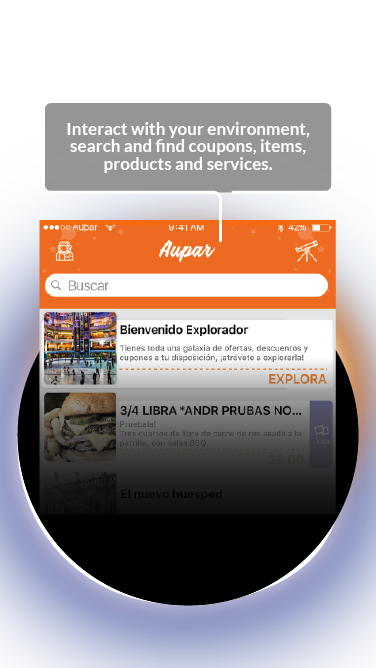 Interact with your environment,
search and find coupons, items,
products and services.
Aupar 9:41 AM 42%
Aupar
Buscar
Bienvenido Explorador
Tienes toda una galaxia de ofertas, descuentos y
cupones a tu disposición, ¡atrévete a explorarla!
EXPLORA
3/4 LIBRA *ANDR PRUBAS NO...
Pruebala!
Tres cuartos de libra de carne de res asada a la
parrilla, con salsa BBQ.
El nuevo huesped